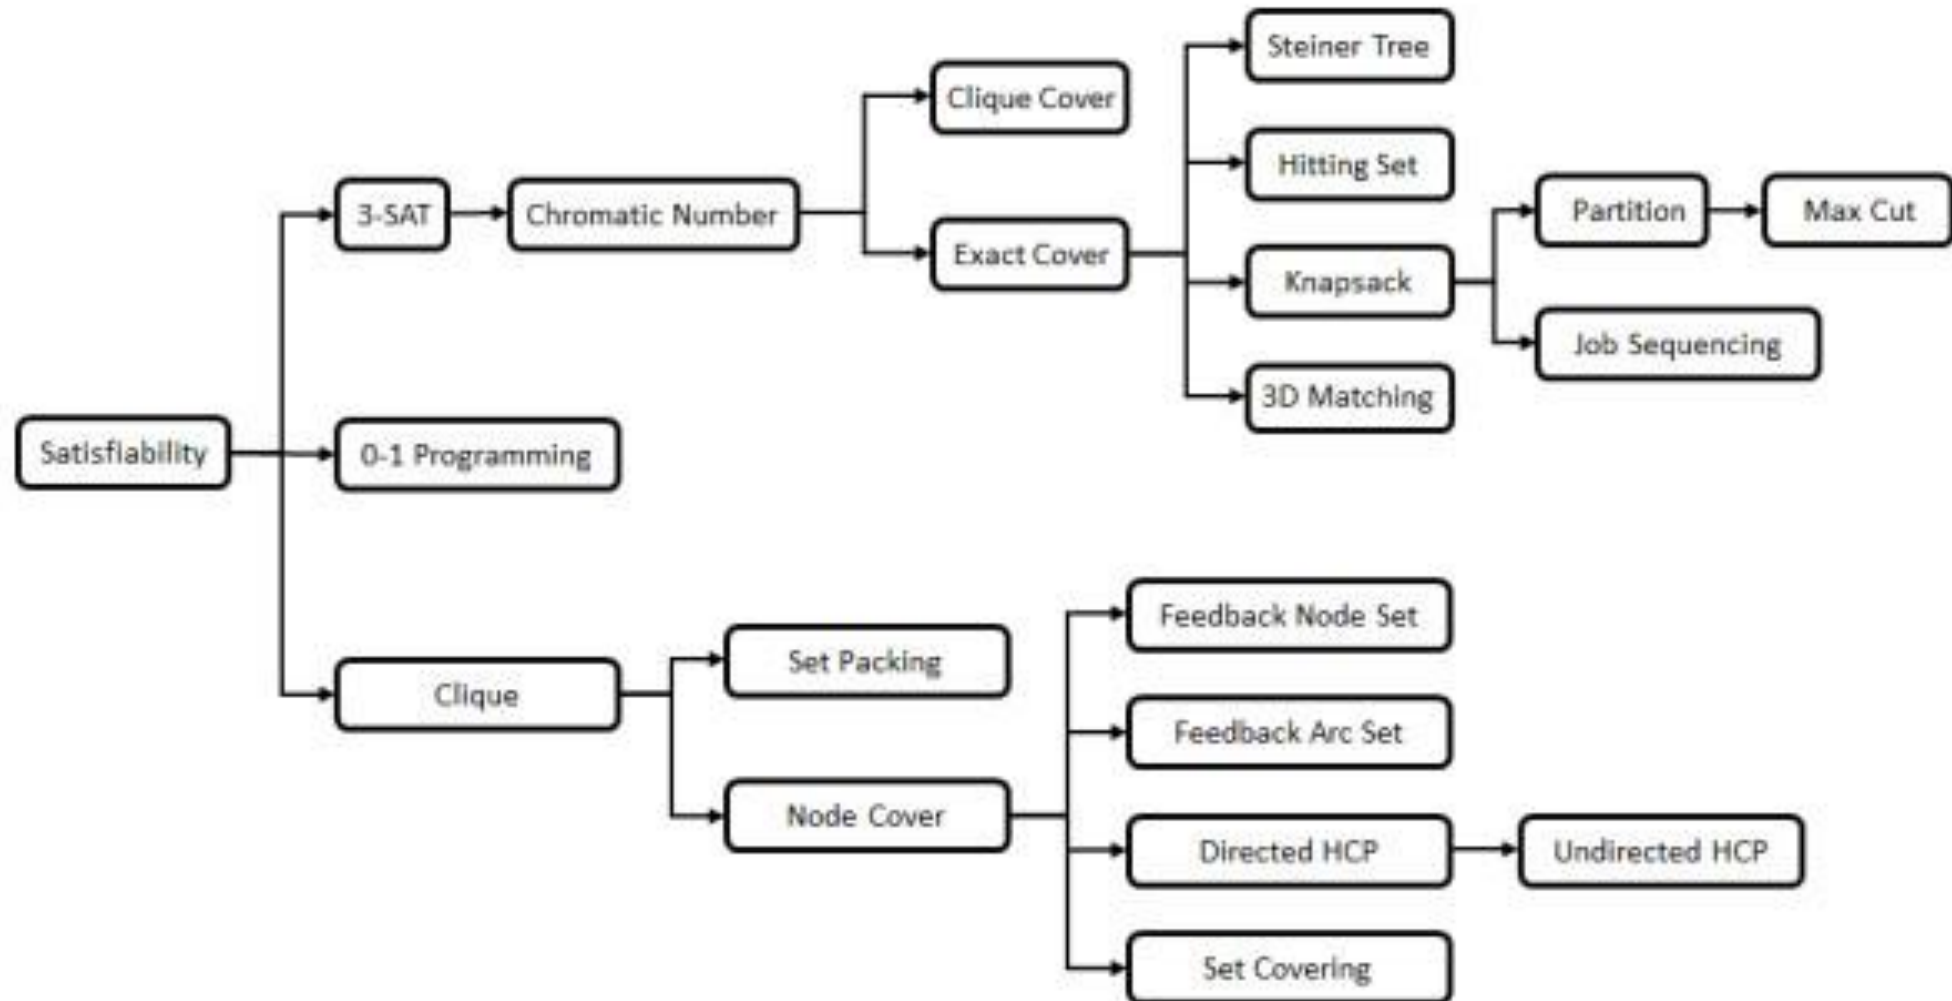 Steiner Tree
Clique Cover
Hitting Set
3-SAT
Chromatic Number
Partition
Max Cut
Exact Cover
Knapsack
Job Sequencing
3D Matching
Satisfiability
0-1 Programming
Feedback Node Set
Set Packing
Clique
Feedback Arc Set
Node Cover
Directed HCP
Undirected HCP
Set Covering